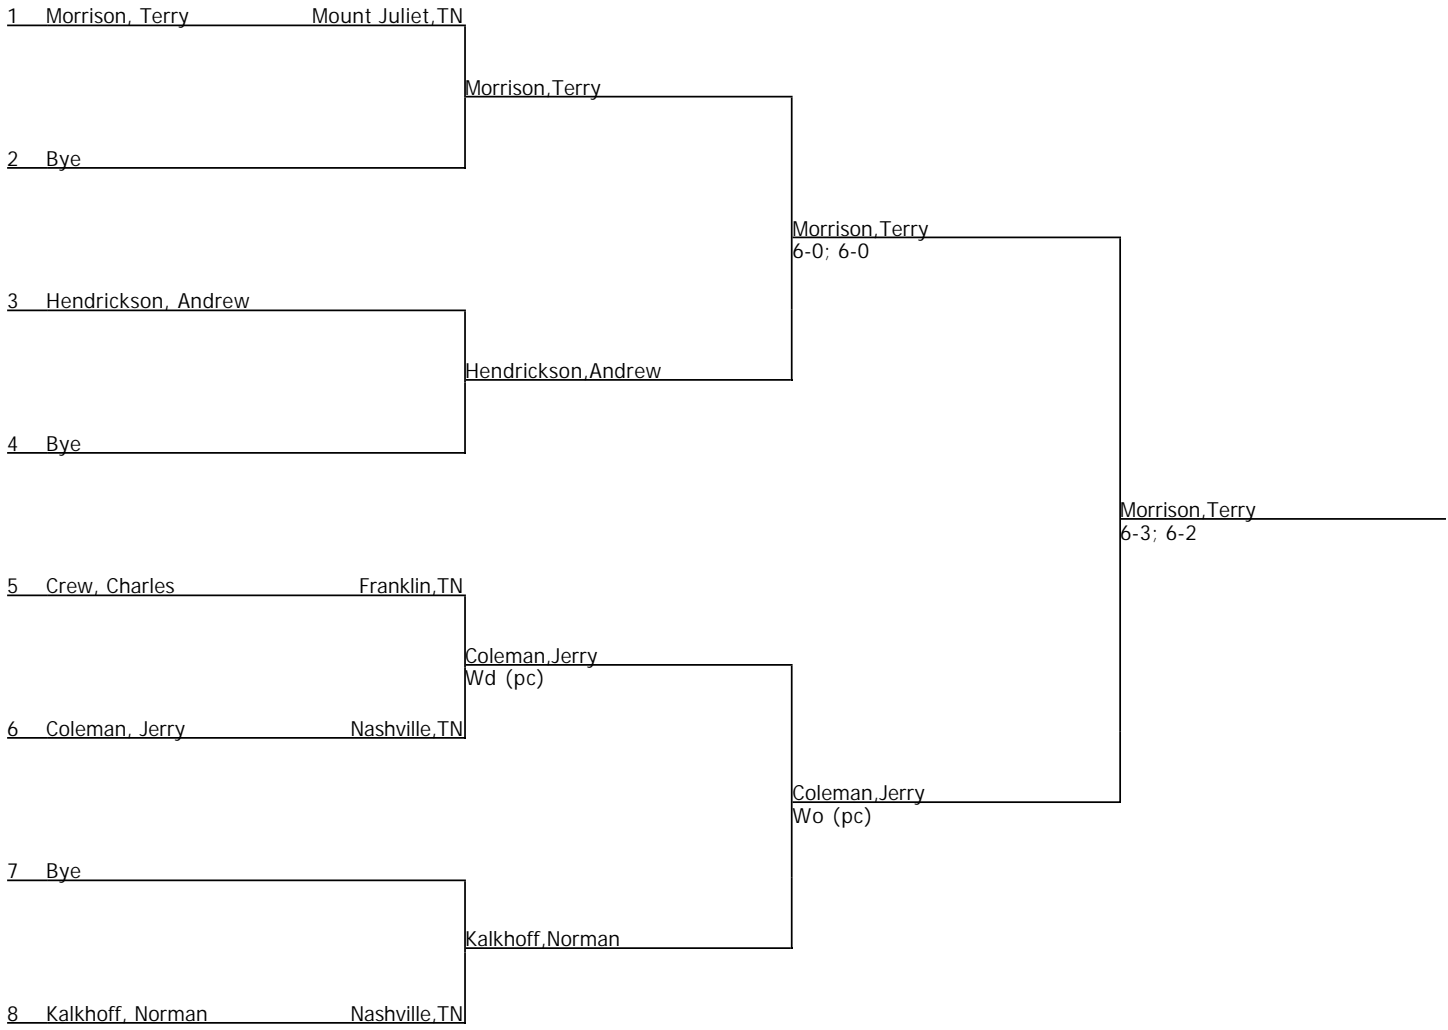 1 Morrison, Terry Mount Juliet,TN
Morrison,Terry
2 Bye
Morrison,Terry
6-0; 6-0
3 Hendrickson, Andrew
Hendrickson,Andrew
4 Bye
Morrison,Terry
6-3; 6-2
5 Crew, Charles Franklin,TN
Coleman,Jerry
Wd (pc)
6 Coleman, Jerry Nashville,TN
Coleman,Jerry
Wo (pc)
7 Bye
Kalkhoff,Norman
8 Kalkhoff, Norman Nashville,TN